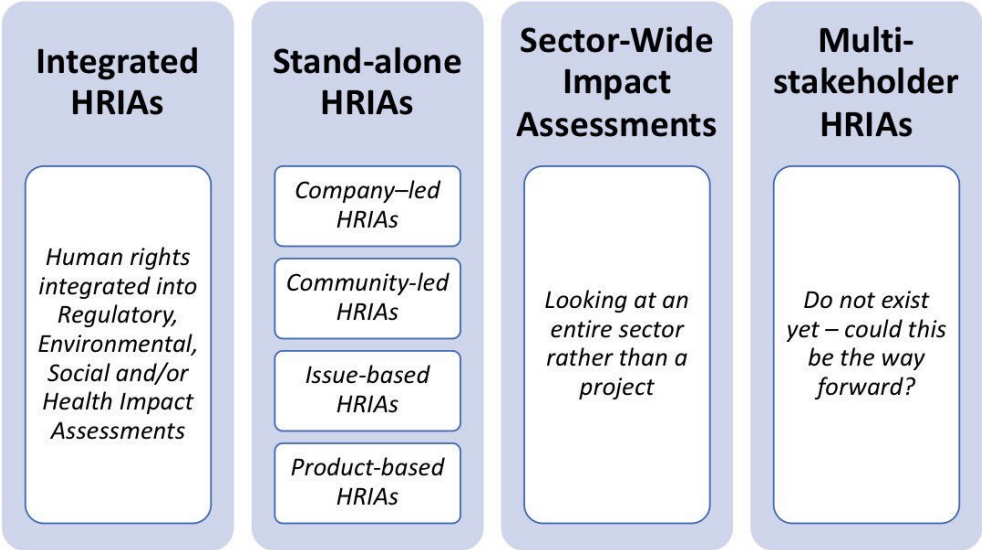 Integrated
HRIAs
Human rights
integrated into
Regulatory,
Environmental,
Social and/or
Health Impact
Assessments
Stand-alone
HRIAs
Company–led
HRIAs
Community-led
HRIAs
Issue-based
HRIAs
Product-based
HRIAs
Sector-Wide
Impact
Assessments
Looking at an
entire sector
rather than a
project
Multi-
stakeholder
HRIAs
Do not exist
yet – could this
be the way
forward?